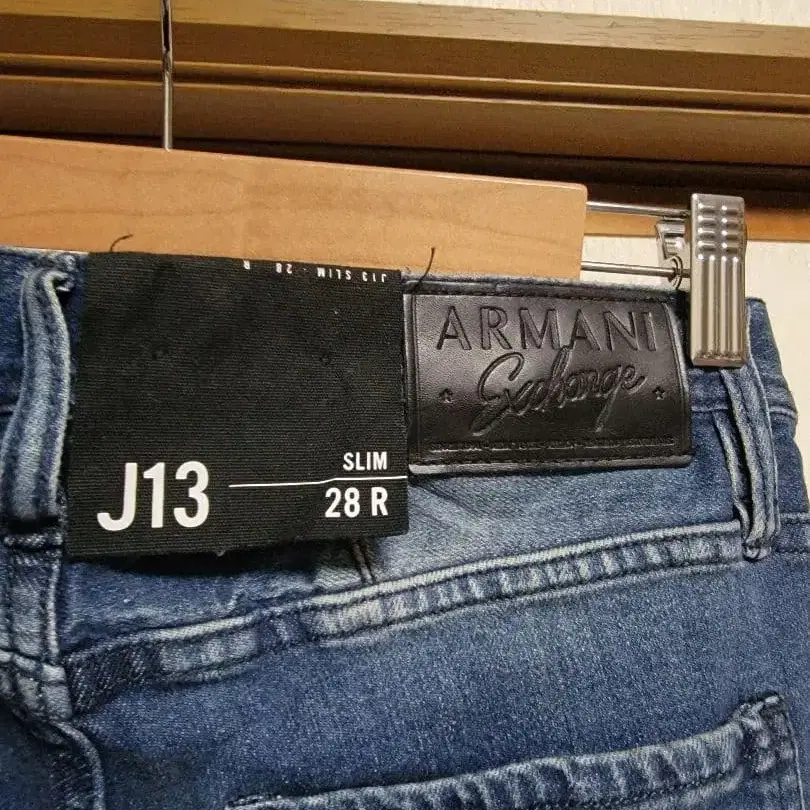 J13 SLIM - 28 R
J13
SLIM
28 R
ARMANI
Exchange